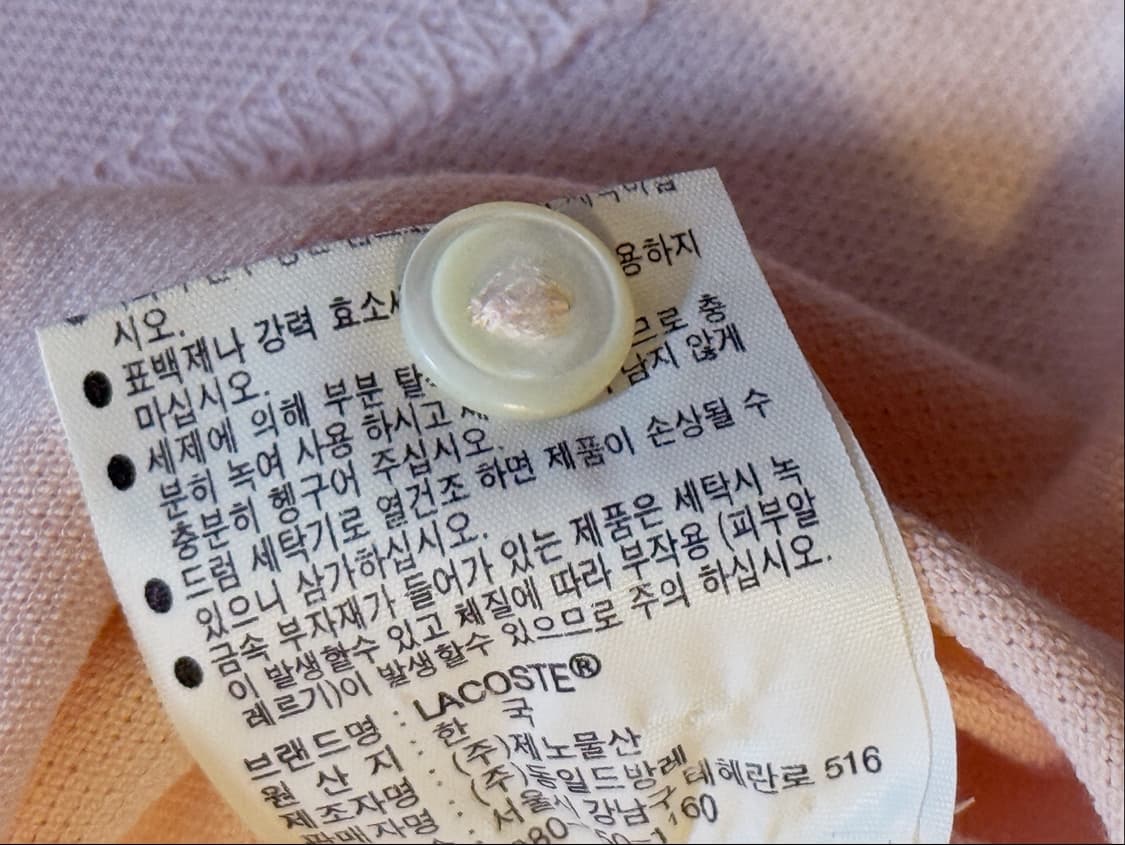 시오.
표백제나 강력 효소 용하지
마십시오.
세제에 의해 부분 므로 충
분히 녹여 사용 하시고 남지 않게
충분히 헹구어 주십시오.
드럼 세탁기로 열건조 하면 제품이 손상될 수
있으니 삼가하십시오.
금속 부자재가 들어가 있는 제품은 세탁시 녹
이 발생할수 있고 체질에 따라 부작용 (피부알
레르기)이 발생할수 있으므로 주의 하십시오.
브랜드명 : LACOSTE®
원 산 지 : 한 국
제조자명 : (주)제노물산
판매자명 : (주)동일드방레
서울시 강남구 테헤란로 516